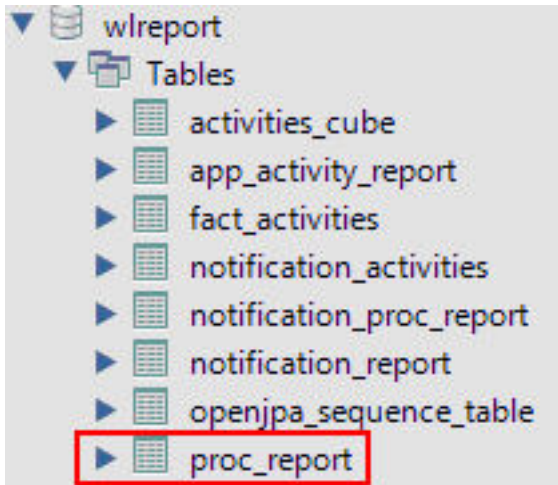 wlreport
Tables
activities_cube
app_activity_report
fact_activities
notification_activities
notification_proc_report
notification_report
openjpa_sequence_table
proc_report